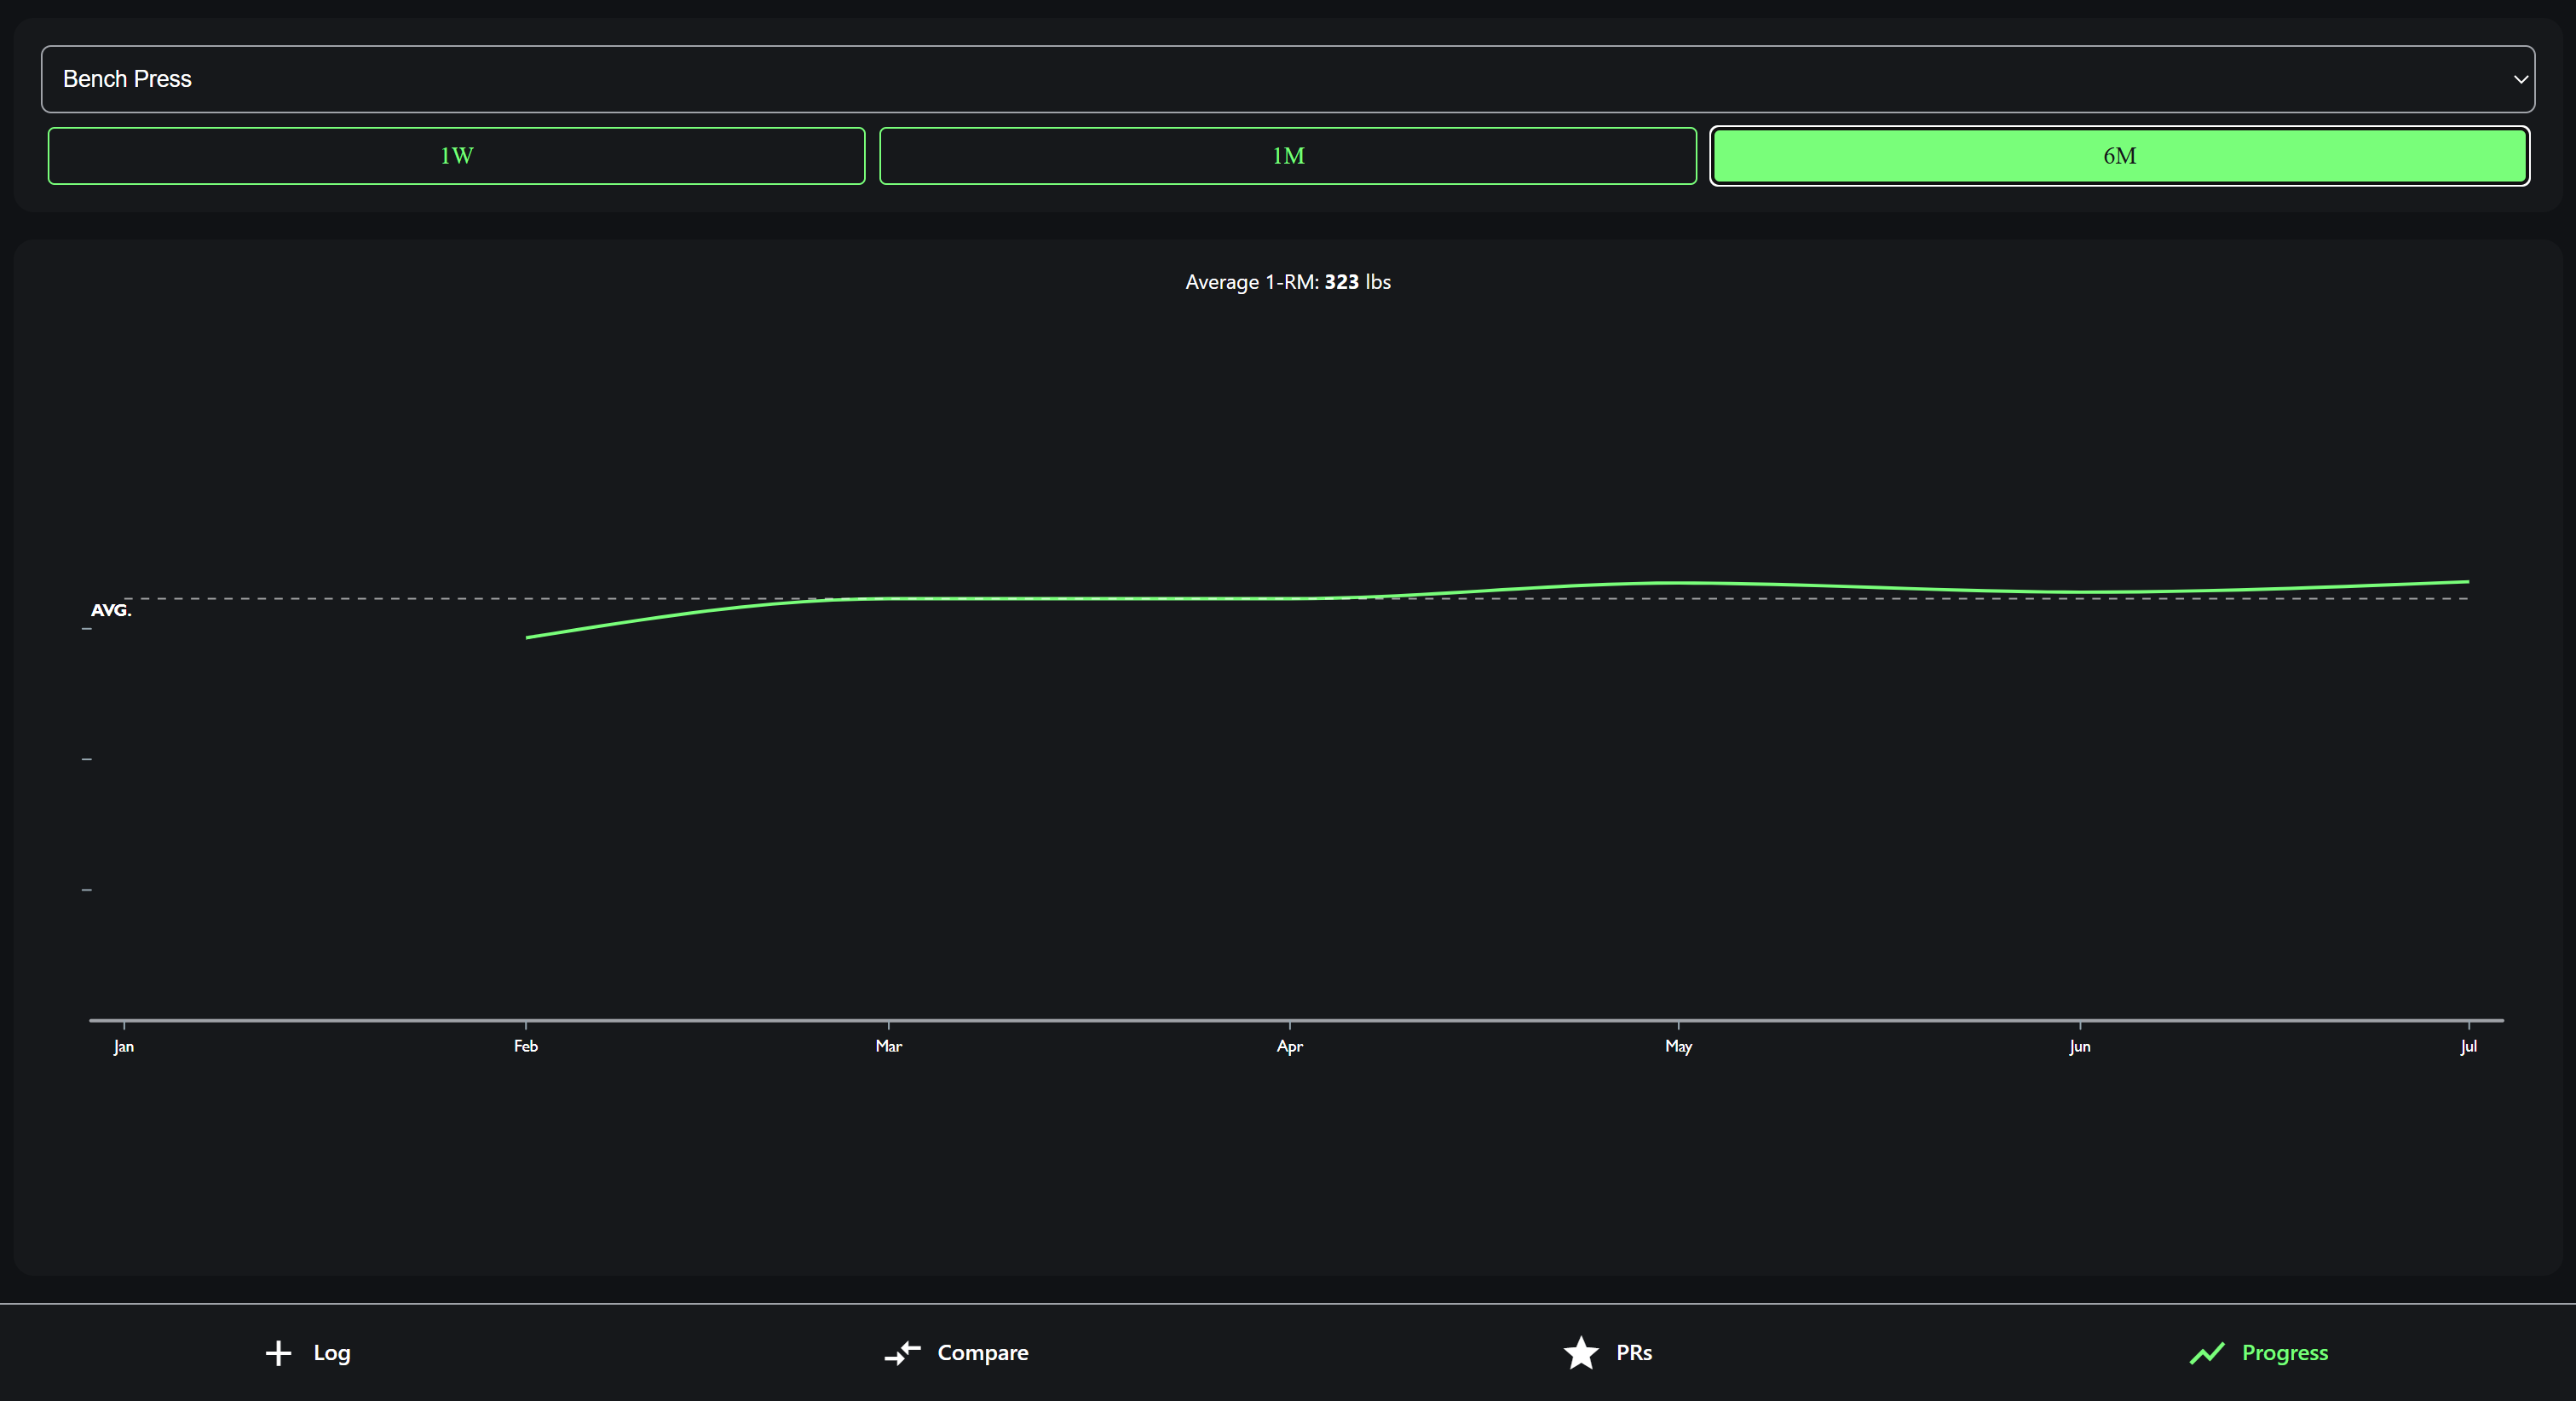 Bench Press
1W 1M 6M
Average 1-RM: 323 lbs
AVG.
Jan Feb Mar Apr May Jun Jul
Log Compare PRs Progress